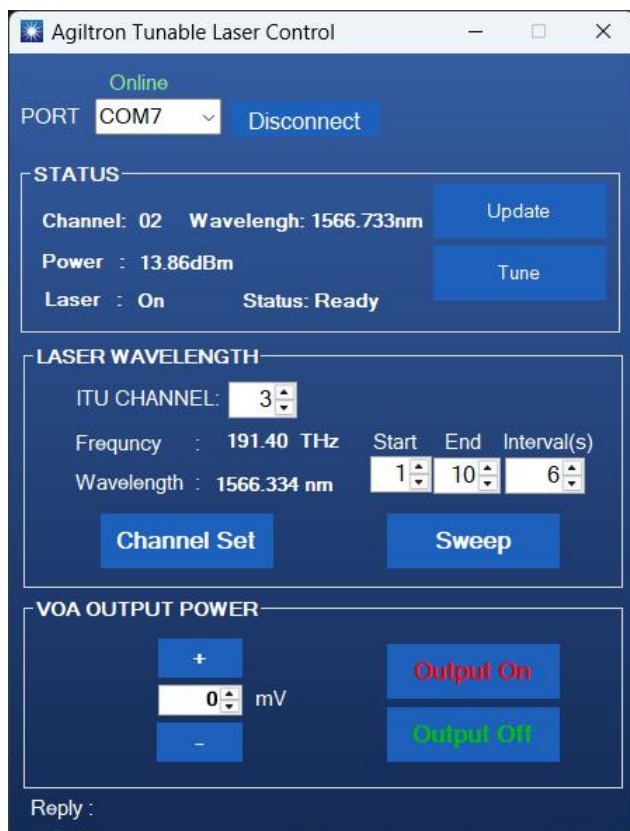 Agiltron Tunable Laser Control
Online
PORT COM7 Disconnect
STATUS
Channel: 02 Wavelengh: 1566.733nm Update
Power : 13.86dBm
Tune
Laser : On Status: Ready
LASER WAVELENGTH
ITU CHANNEL: 3
Frequncy : 191.40 THz Start End Interval(s)
Wavelength : 1566.334 nm 1 10 6
Channel Set Sweep
VOA OUTPUT POWER
+
Output On
0 mV
-
Output Off
Reply :